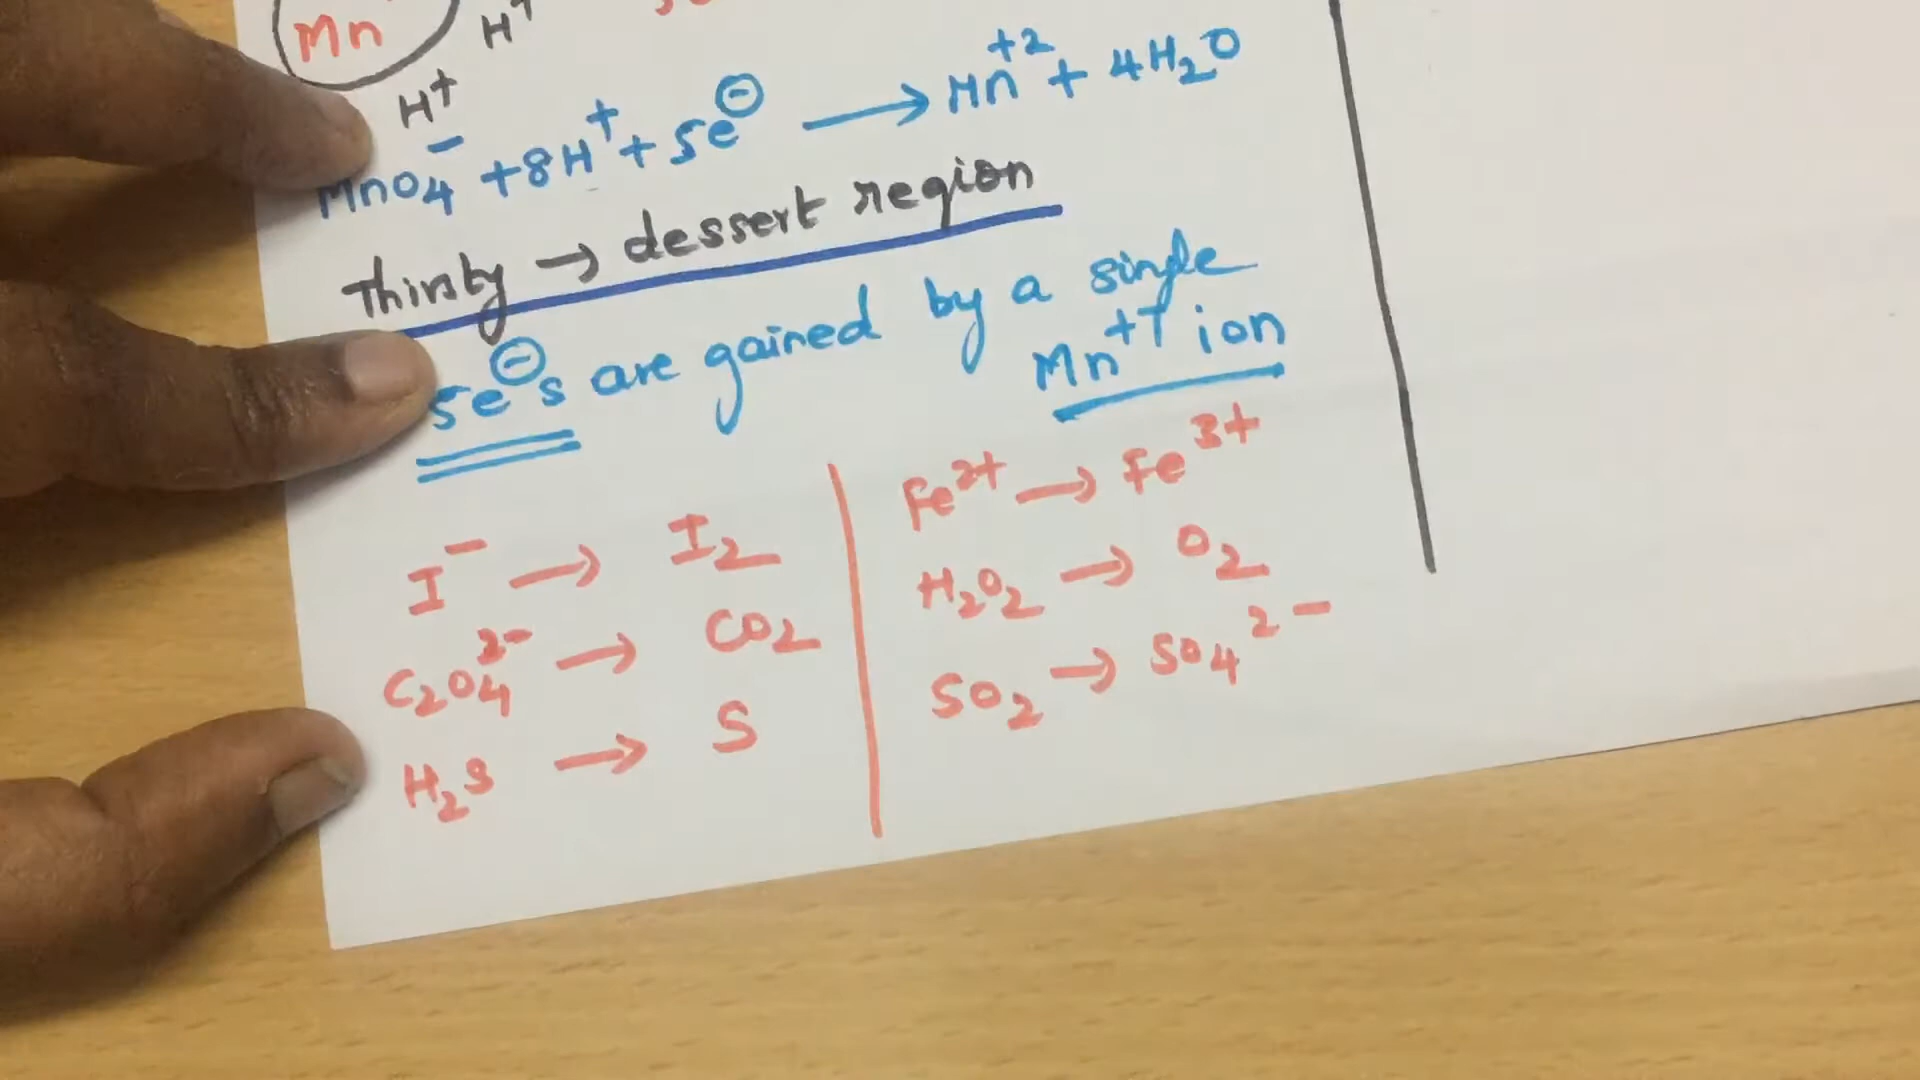 Mn
H⁺
H⁺
MnO₄⁻ + 8H⁺ + 5e⊖ → Mn⁺² + 4H₂O
Thirsty → dessert region
5e⊖s are gained by a single
Mn⁺⁷ ion
I⁻ → I₂
C₂O₄²⁻ → CO₂
H₂S → S
Fe²⁺ → Fe³⁺
H₂O₂ → O₂
SO₂ → SO₄²⁻